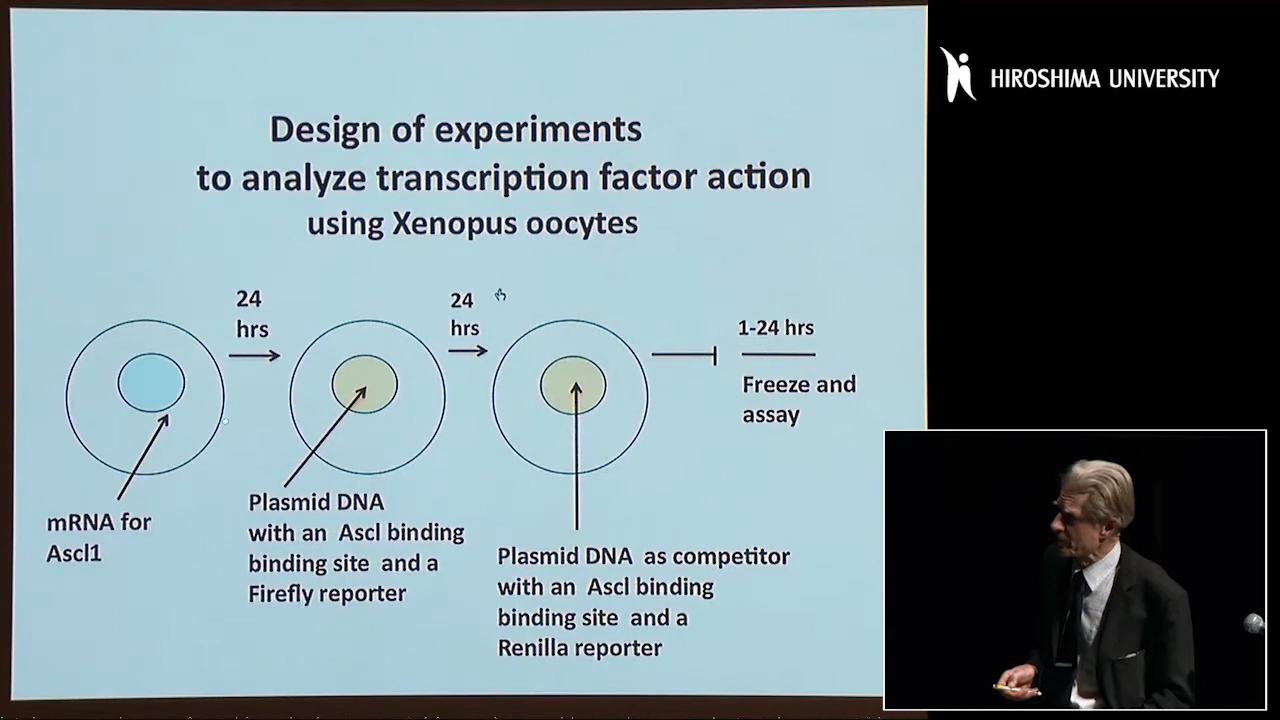 HIROSHIMA UNIVERSITY
Design of experiments
to analyze transcription factor action
using Xenopus oocytes
24
hrs
24
hrs
1-24 hrs
Freeze and
assay
mRNA for
Ascl1
Plasmid DNA
with an Ascl binding
binding site and a
Firefly reporter
Plasmid DNA as competitor
with an Ascl binding
binding site and a
Renilla reporter